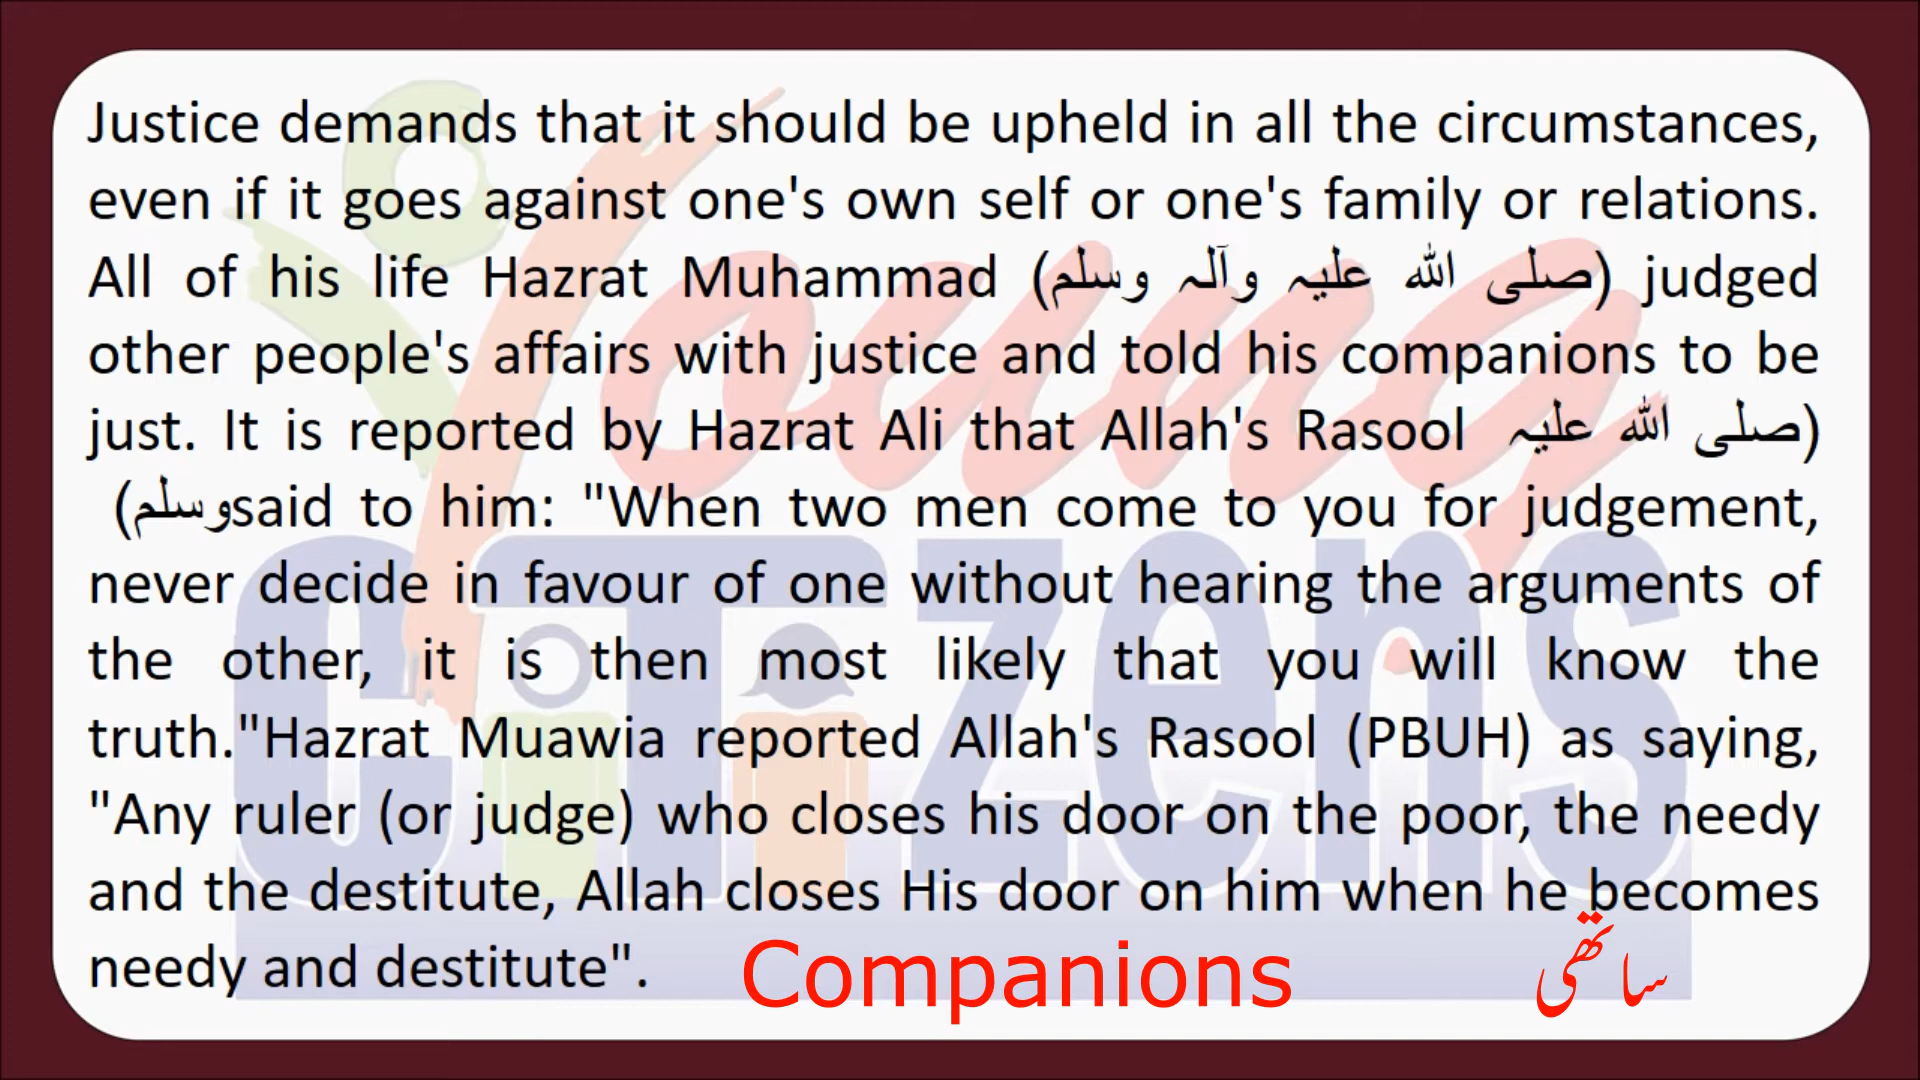 Justice demands that it should be upheld in all the circumstances,
even if it goes against one's own self or one's family or relations.
All of his life Hazrat Muhammad (صلی اللہ علیہ وآلہ وسلم) judged
other people's affairs with justice and told his companions to be
just. It is reported by Hazrat Ali that Allah's Rasool (صلی اللہ علیہ
وسلم)said to him: "When two men come to you for judgement,
never decide in favour of one without hearing the arguments of
the other, it is then most likely that you will know the
truth."Hazrat Muawia reported Allah's Rasool (PBUH) as saying,
"Any ruler (or judge) who closes his door on the poor, the needy
and the destitute, Allah closes His door on him when he becomes
needy and destitute".
Companions ساتھی
Young
CiTizens